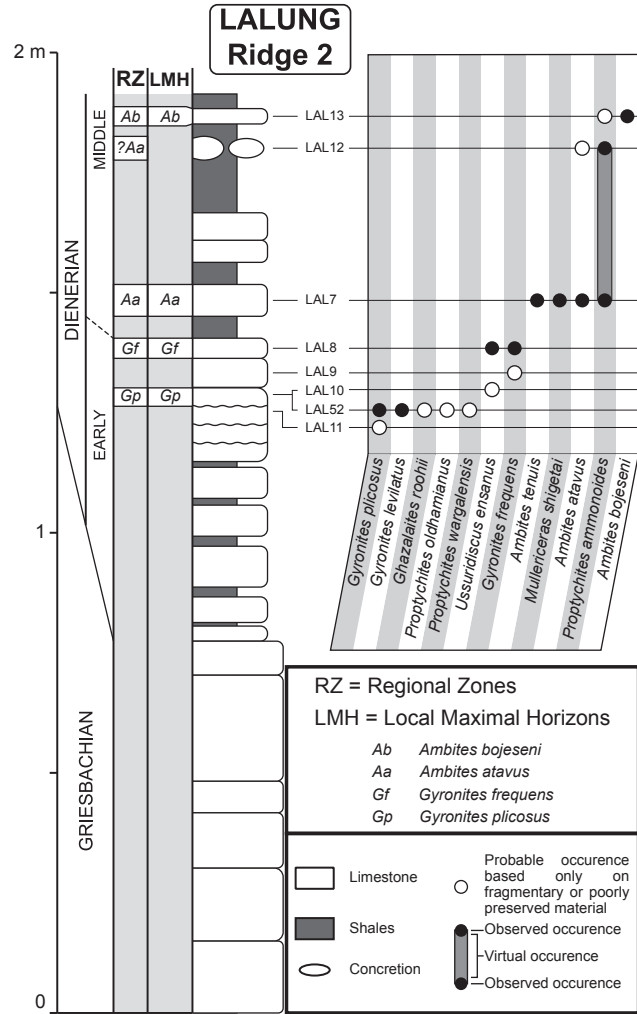 LALUNG
Ridge 2
2 m
1
0
RZ
LMH
Ab
Ab
?Aa
Aa
Aa
Gf
Gf
Gp
Gp
MIDDLE
EARLY
DIENERIAN
GRIESBACHIAN
LAL13
LAL12
LAL7
LAL8
LAL9
LAL10
LAL52
LAL11
Gyronites plicosus
Gyronites levilatus
Ghazalaites roohii
Proptychites oldhamianus
Proptychites wargalensis
Ussuridiscus ensanus
Gyronites frequens
Ambites tenuis
Mullericeras shigetai
Ambites atavus
Proptychites ammonoides
Ambites bojeseni
RZ = Regional Zones
LMH = Local Maximal Horizons
Ab Ambites bojeseni
Aa Ambites atavus
Gf Gyronites frequens
Gp Gyronites plicosus
Limestone
Shales
Concretion
Probable occurence
based only on
fragmentary or poorly
preserved material
Observed occurence
Virtual occurence
Observed occurence